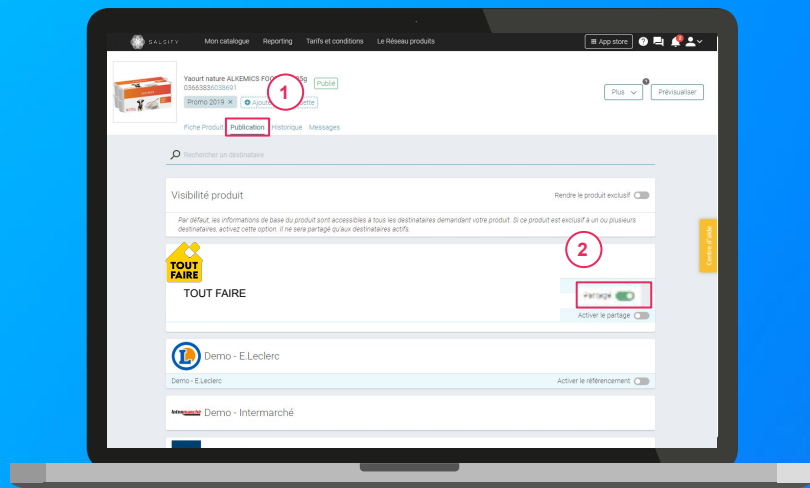 SALSIFY Mon catalogue Reporting Tarifs et conditions Le Réseau produits App store
Yaourt nature ALKEMICS
03663836038691
Publié
Promo 2019 ×
1
Plus
Prévisualiser
Fiche Produit Publication Historique Messages
Rechercher un destinataire
Visibilité produit
Rendre le produit exclusif
Par défaut, les informations de base du produit sont accessibles à tous les destinataires demandant votre produit. Si ce produit est exclusif à un ou plusieurs
destinataires, activez cette option. Il ne sera partagé qu'aux destinataires actifs.
Centre d'aide
2
TOUT
FAIRE
TOUT FAIRE
Partagé
Activer le partage
Demo - E.Leclerc
Demo - E.Leclerc
Activer le référencement
Intermarché Demo - Intermarché